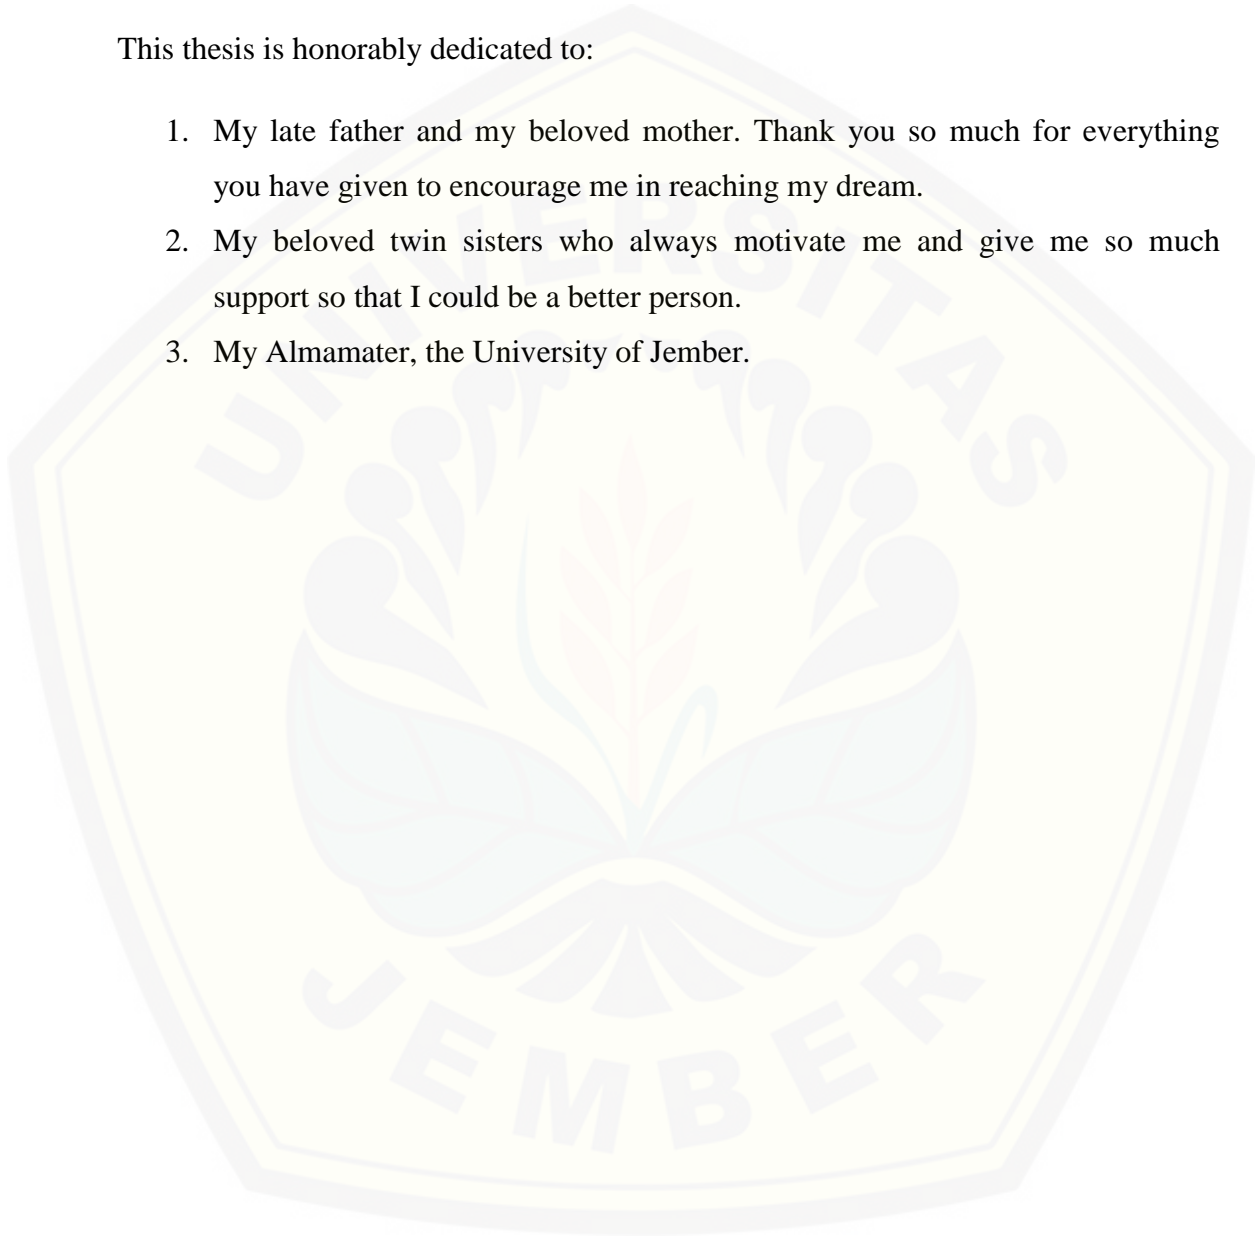 This thesis is honorably dedicated to:
1. My late father and my beloved mother. Thank you so much for everything
you have given to encourage me in reaching my dream.
2. My beloved twin sisters who always motivate me and give me so much
support so that I could be a better person.
3. My Almamater, the University of Jember.
UNIVERSITAS
JEMBER